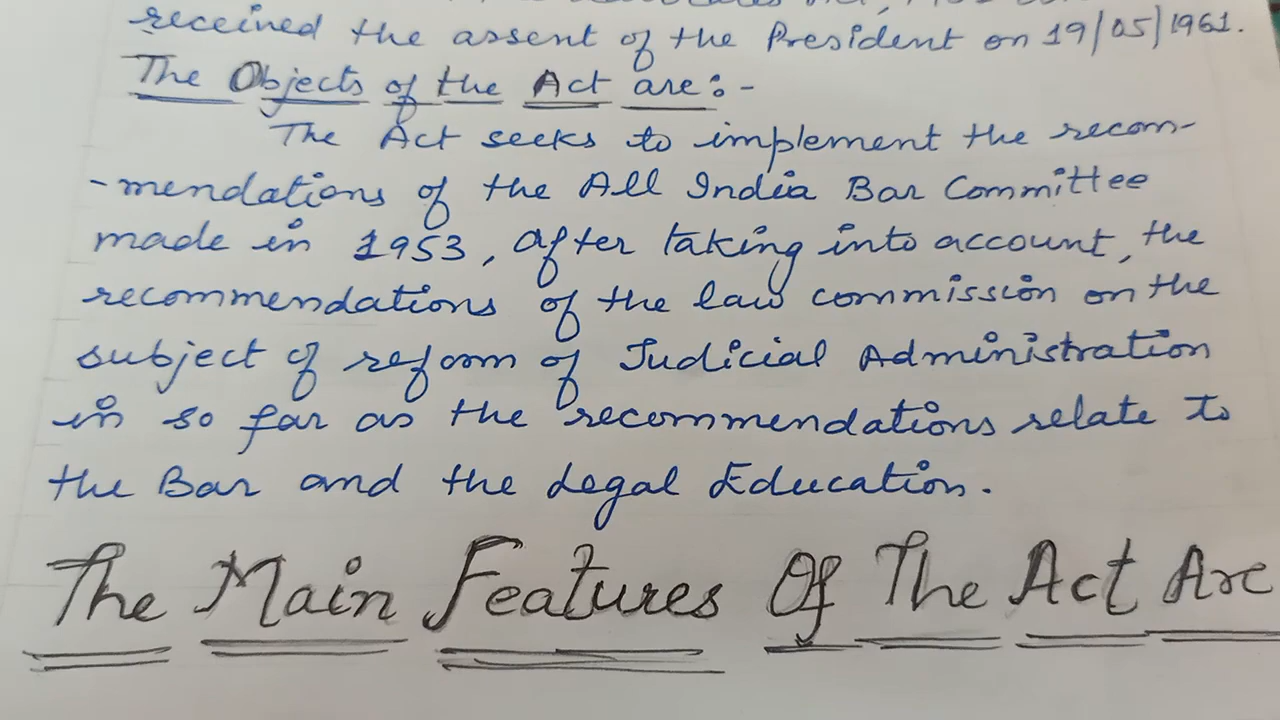 received the assent of the President on 19/05/1961.
The Objects of the Act are:-
The Act seeks to implement the recom-
-mendations of the All India Bar Committee
made in 1953, after taking into account, the
recommendations of the law commission on the
subject of reform of Judicial Administration
in so far as the recommendations relate to
the Bar and the Legal Education.
The Main Features Of The Act Are